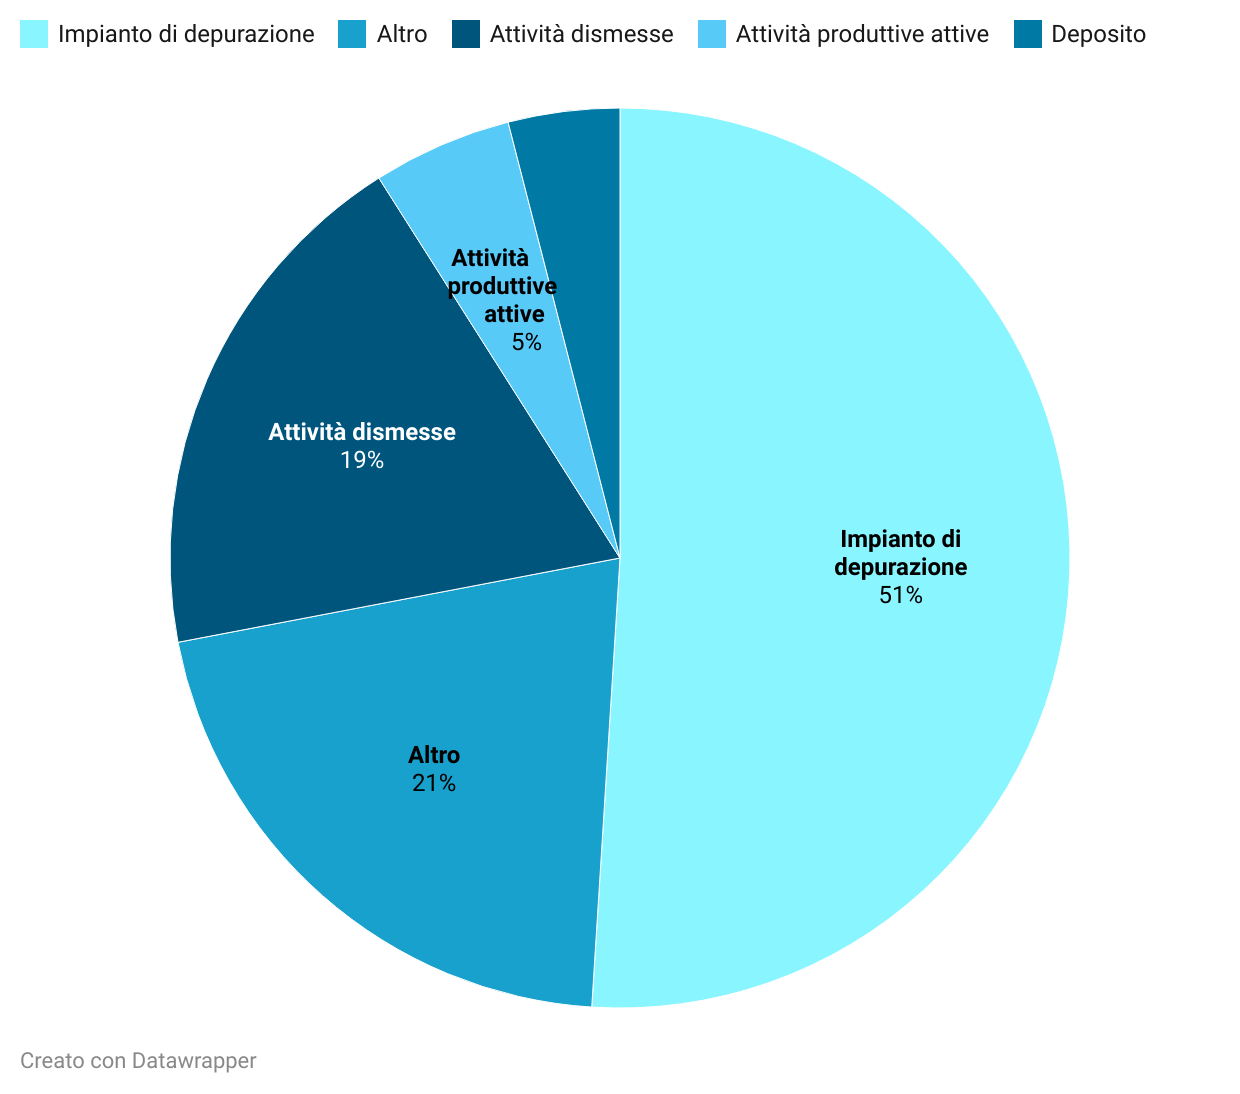 Impianto di depurazione Altro Attività dismesse Attività produttive attive Deposito
Attività
produttive
attive
5%
Attività dismesse
19%
Impianto di
depurazione
51%
Altro
21%
Creato con Datawrapper